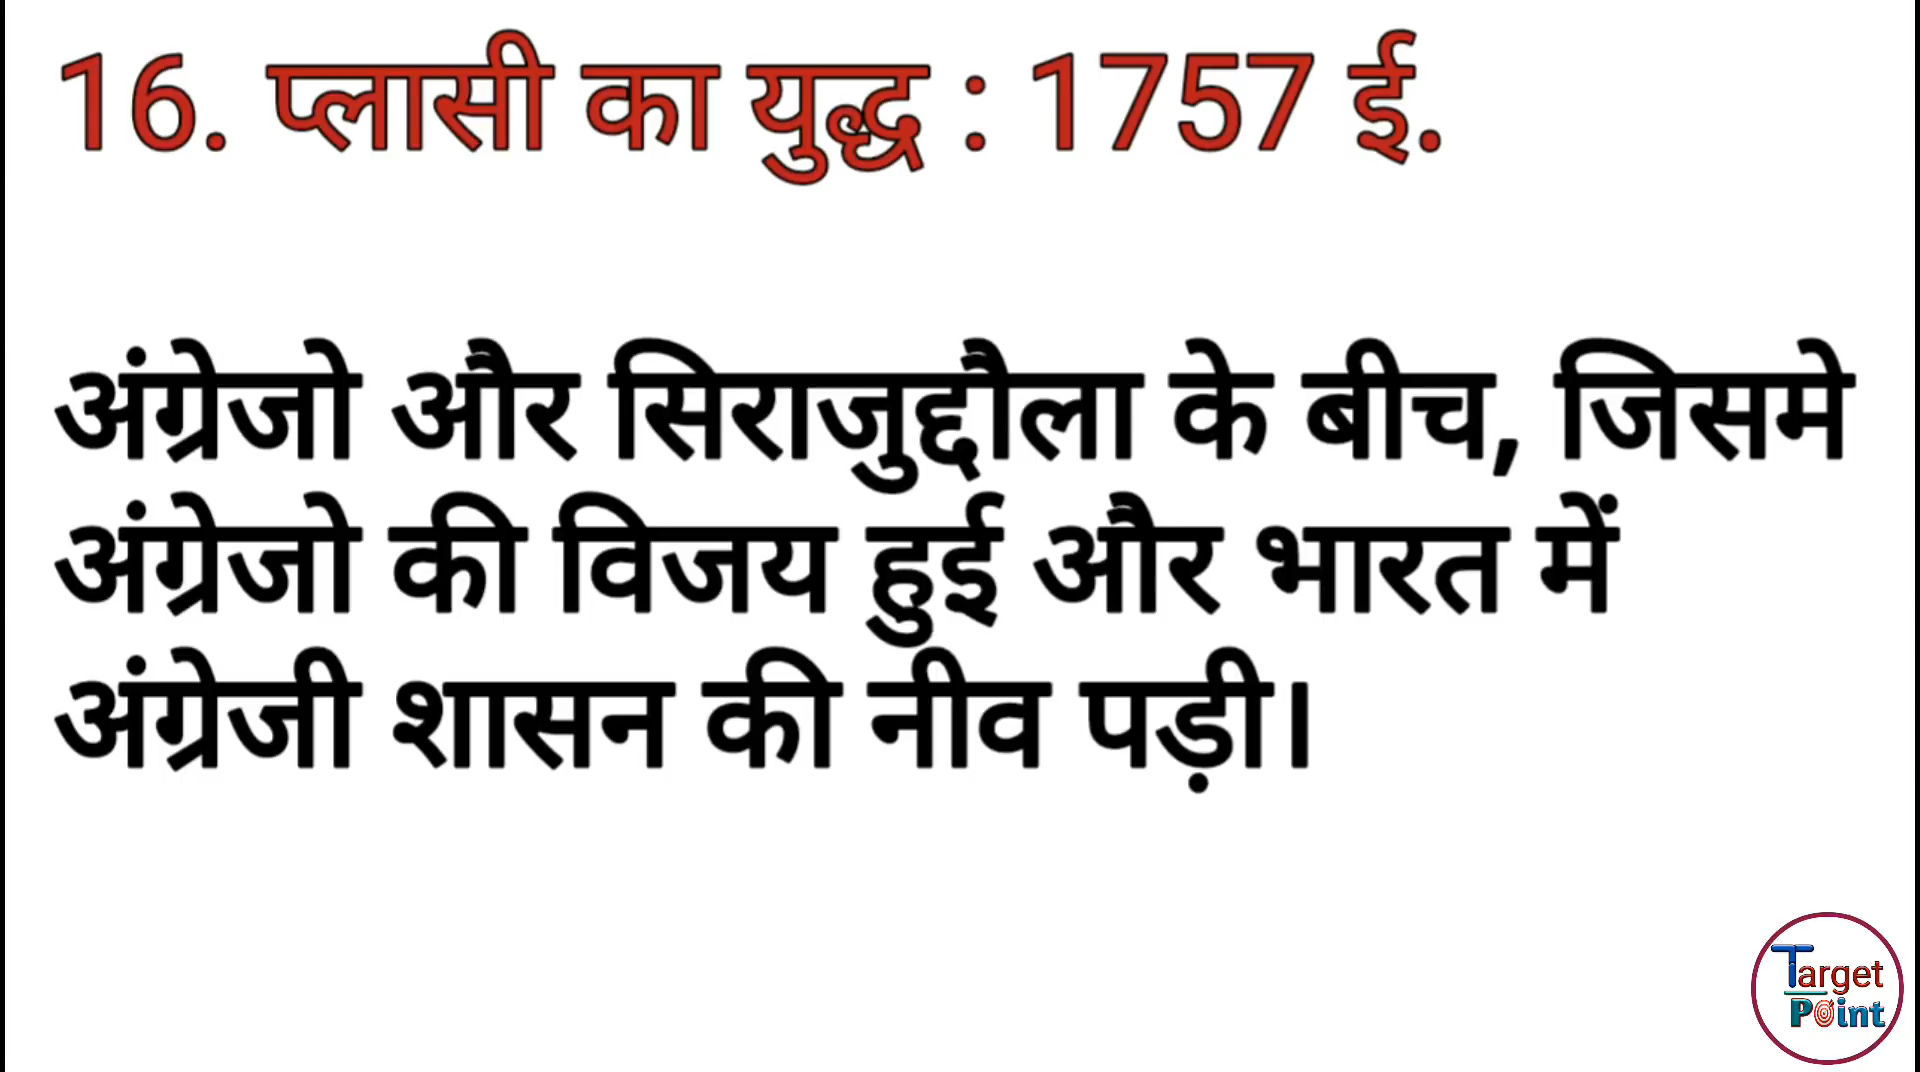 16. प्लासी का युद्ध : 1757 ई.
अंग्रेजो और सिराजुद्दौला के बीच, जिसमे
अंग्रेजो की विजय हुई और भारत में
अंग्रेजी शासन की नीव पड़ी।
Target
Point